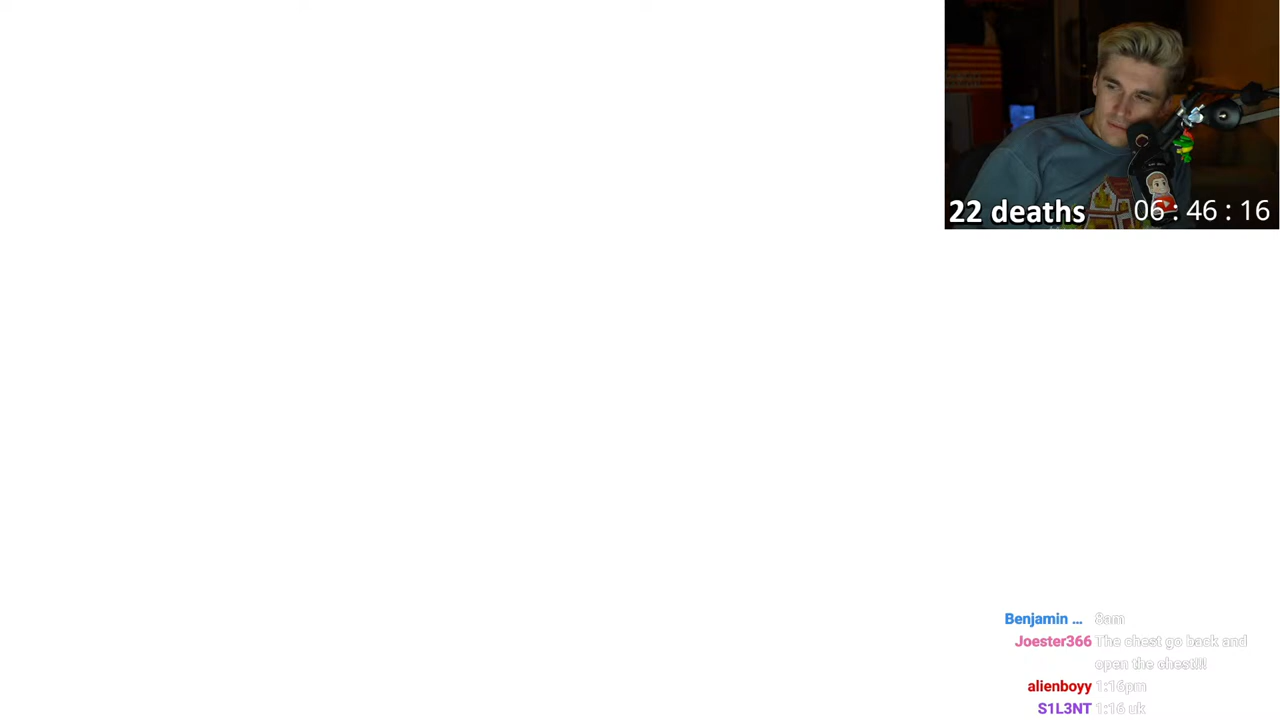 22 deaths
06 : 46 : 16
Benjamin ... 8am
Joester366 The chest go back and
open the chest!!!
alienboyy 1:16pm
S1L3NT 1:16 uk